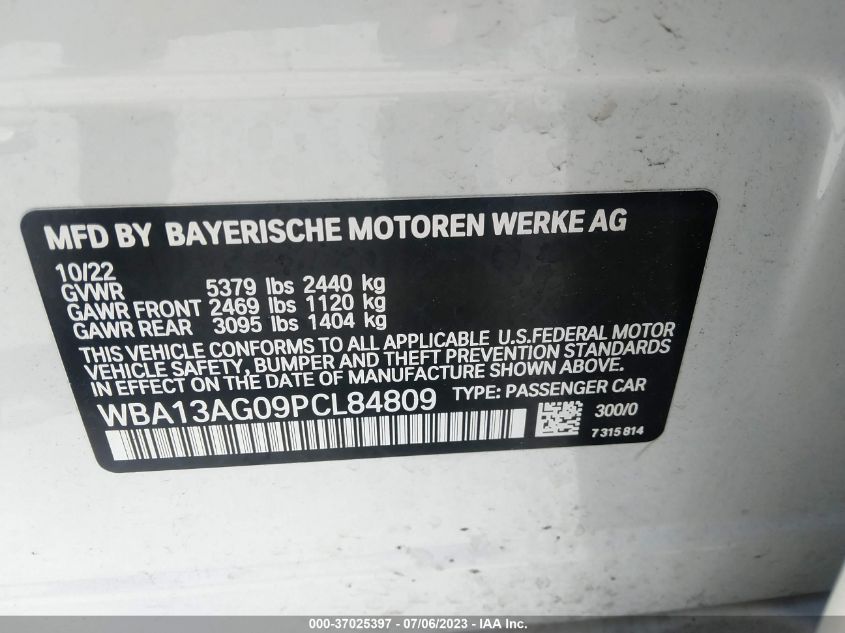 MFD BY BAYERISCHE MOTOREN WERKE AG
10/22
GVWR 5379 lbs 2440 kg
GAWR FRONT 2469 lbs 1120 kg
GAWR REAR 3095 lbs 1404 kg
THIS VEHICLE CONFORMS TO ALL APPLICABLE U.S.FEDERAL MOTOR
VEHICLE SAFETY, BUMPER AND THEFT PREVENTION STANDARDS
IN EFFECT ON THE DATE OF MANUFACTURE SHOWN ABOVE.
WBA13AG09PCL84809 TYPE: PASSENGER CAR
300/0
7315814
000-37025397 - 07/06/2023 - IAA Inc.